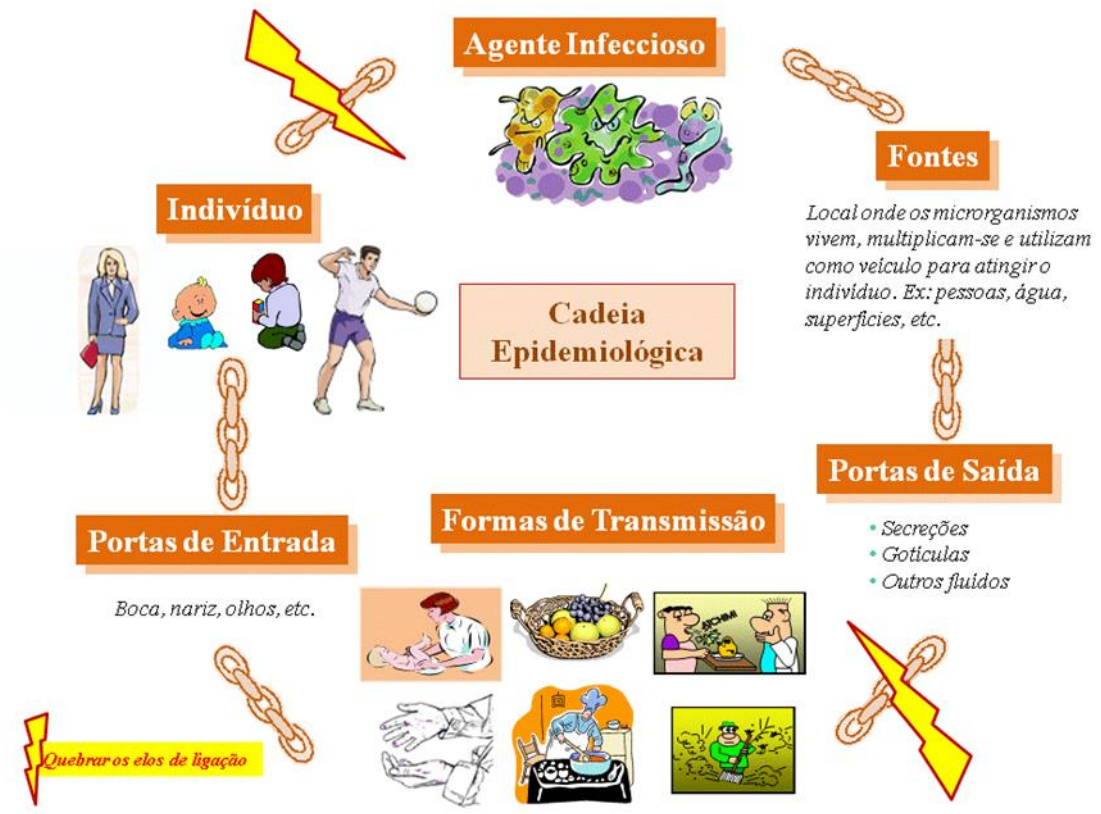 Agente Infeccioso
Fontes
Local onde os microrganismos
vivem, multiplicam-se e utilizam
como veículo para atingir o
indivíduo. Ex: pessoas, água,
superfícies, etc.
Indivíduo
Cadeia
Epidemiológica
Portas de Saída
• Secreções
• Gotículas
• Outros fluídos
Formas de Transmissão
ATCHIM!
Portas de Entrada
Boca, nariz, olhos, etc.
Quebrar os elos de ligação